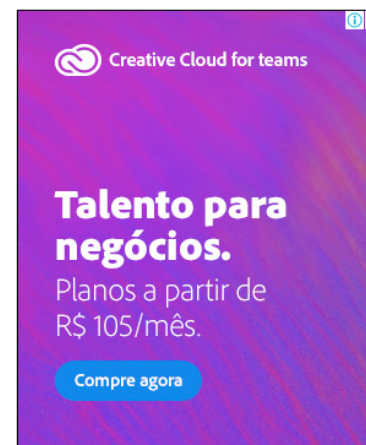 Creative Cloud for teams
Talento para
negócios.
Planos a partir de
R$ 105/mês.
Compre agora